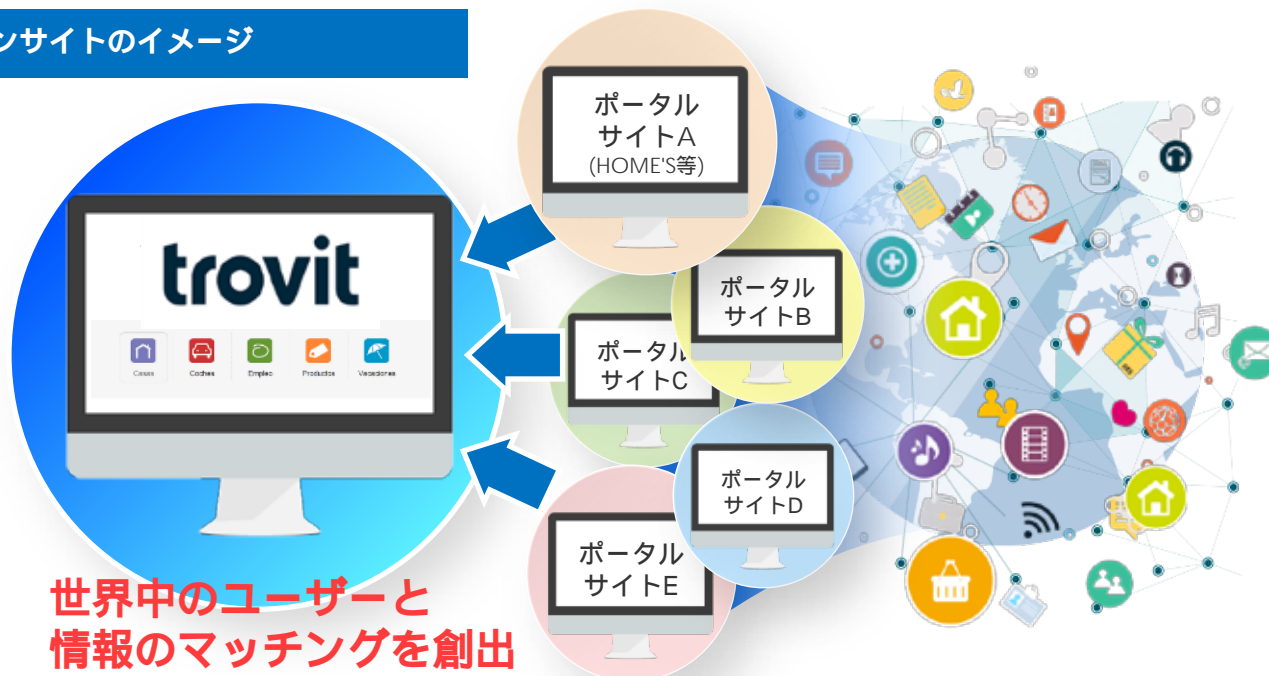 ンサイトのイメージ
trovit
Casas
Coches
Empleo
Productos
Vacaciones
ポータル
サイトA
(HOME'S等)
ポータル
サイトB
ポータル
サイトC
ポータル
サイトD
ポータル
サイトE
世界中のユーザーと
情報のマッチングを創出